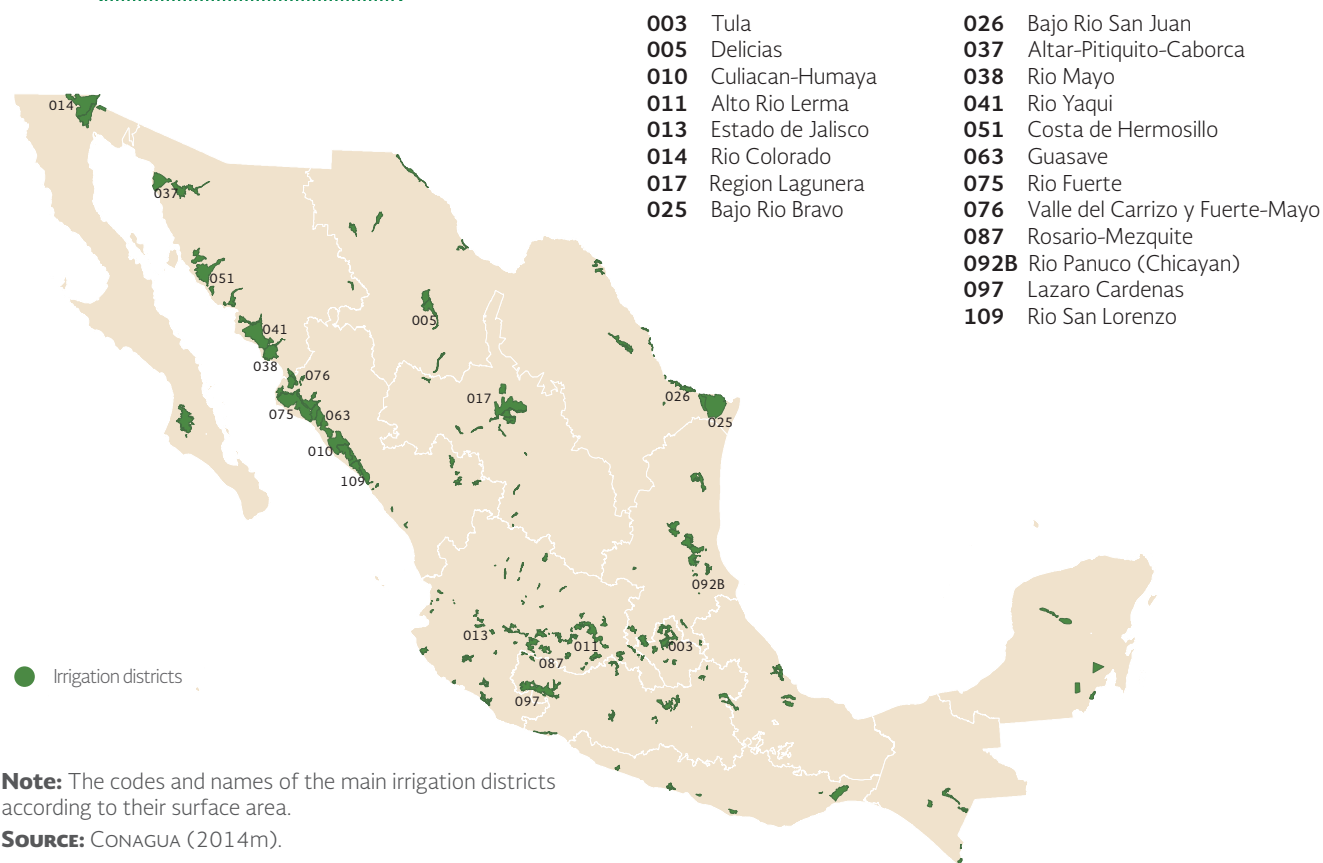 003 Tula
005 Delicias
010 Culiacan-Humaya
011 Alto Rio Lerma
013 Estado de Jalisco
014 Rio Colorado
017 Region Lagunera
025 Bajo Rio Bravo
026 Bajo Rio San Juan
037 Altar-Pitiquito-Caborca
038 Rio Mayo
041 Rio Yaqui
051 Costa de Hermosillo
063 Guasave
075 Rio Fuerte
076 Valle del Carrizo y Fuerte-Mayo
087 Rosario-Mezquite
092B Rio Panuco (Chicayan)
097 Lazaro Cardenas
109 Rio San Lorenzo
014
037
051
041
038
005
076
075
063
017
026
025
010
109
092B
013
011
003
087
097
Irrigation districts
Note: The codes and names of the main irrigation districts
according to their surface area.
SOURCE: CONAGUA (2014m).